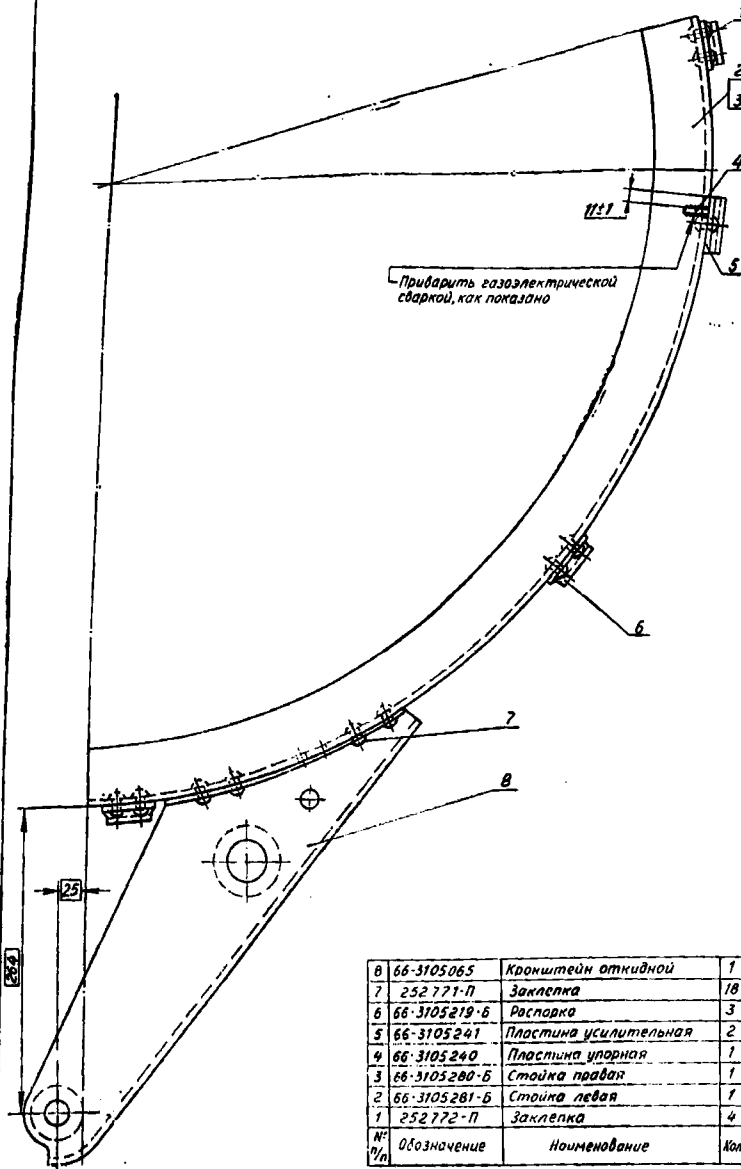 1
2
3
4
11±1
Приварить газоэлектрической
сваркой, как показано
5
6
7
8
25
264
8 66-3105065 Кронштейн откидной 1
7 252771-П Заклепка 18
6 66-3105219-Б Распорка 3
5 66-3105241 Пластина усилительная 2
4 66-3105240 Пластина упорная 1
3 66-3105280-Б Стойка правая 1
2 66-3105281-Б Стойка левая 1
1 252772-П Заклепка 4
№ п/п Обозначение Наименование Кол